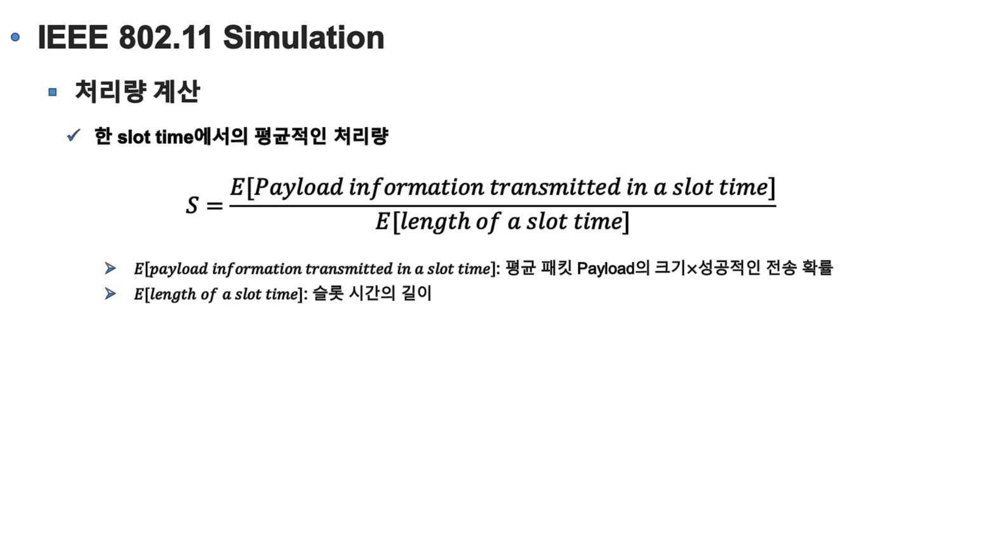 IEEE 802.11 Simulation
처리량 계산
한 slot time에서의 평균적인 처리량
S = E[Payload information transmitted in a slot time] / E[length of a slot time]
E[payload information transmitted in a slot time]: 평균 패킷 Payload의 크기×성공적인 전송 확률
E[length of a slot time]: 슬롯 시간의 길이